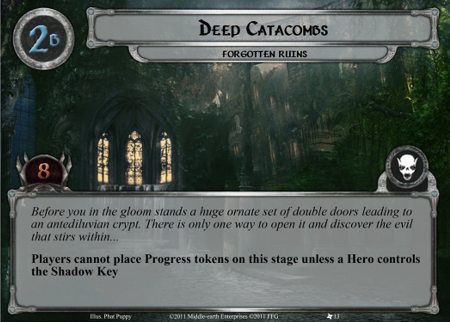 2B
Deep Catacombs
Forgotten Ruins
8
Before you in the gloom stands a huge ornate set of double doors leading to
an antediluvian crypt. There is only one way to open it and discover the evil
that stirs within...
Players cannot place Progress tokens on this stage unless a Hero controls
the Shadow Key
Illus. Phot Puppy ©2011 Middle-earth Enterprises ©2011 FFG 13